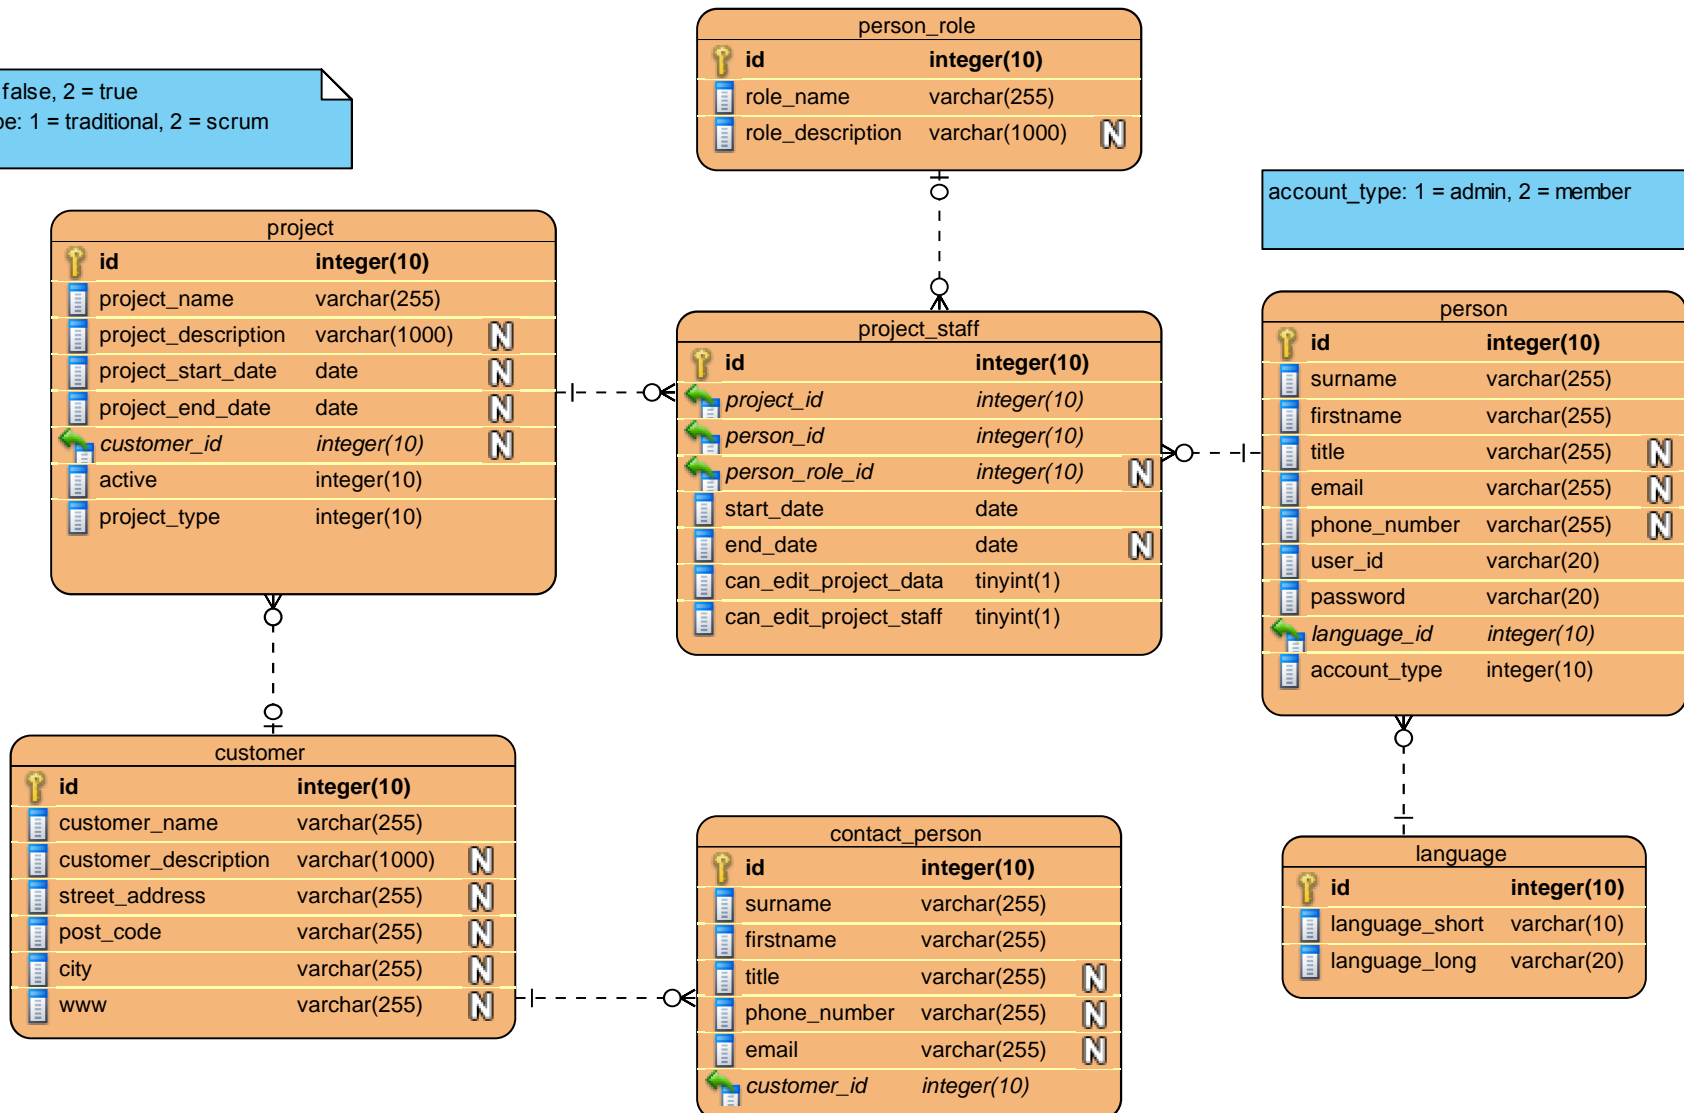 person_role
id integer(10)
role_name varchar(255)
role_description varchar(1000) N
false, 2 = true
pe: 1 = traditional, 2 = scrum
account_type: 1 = admin, 2 = member
project
id integer(10)
project_name varchar(255)
project_description varchar(1000) N
project_start_date date N
project_end_date date N
customer_id integer(10) N
active integer(10)
project_type integer(10)
project_staff
id integer(10)
project_id integer(10)
person_id integer(10)
person_role_id integer(10) N
start_date date
end_date date N
can_edit_project_data tinyint(1)
can_edit_project_staff tinyint(1)
person
id integer(10)
surname varchar(255)
firstname varchar(255)
title varchar(255) N
email varchar(255) N
phone_number varchar(255) N
user_id varchar(20)
password varchar(20)
language_id integer(10)
account_type integer(10)
customer
id integer(10)
customer_name varchar(255)
customer_description varchar(1000) N
street_address varchar(255) N
post_code varchar(255) N
city varchar(255) N
www varchar(255) N
contact_person
id integer(10)
surname varchar(255)
firstname varchar(255)
title varchar(255) N
phone_number varchar(255) N
email varchar(255) N
customer_id integer(10)
language
id integer(10)
language_short varchar(10)
language_long varchar(20)